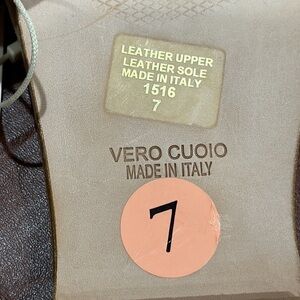 LEATHER UPPER
LEATHER SOLE
MADE IN ITALY
1516
7
VERO CUOIO
MADE IN ITALY
7